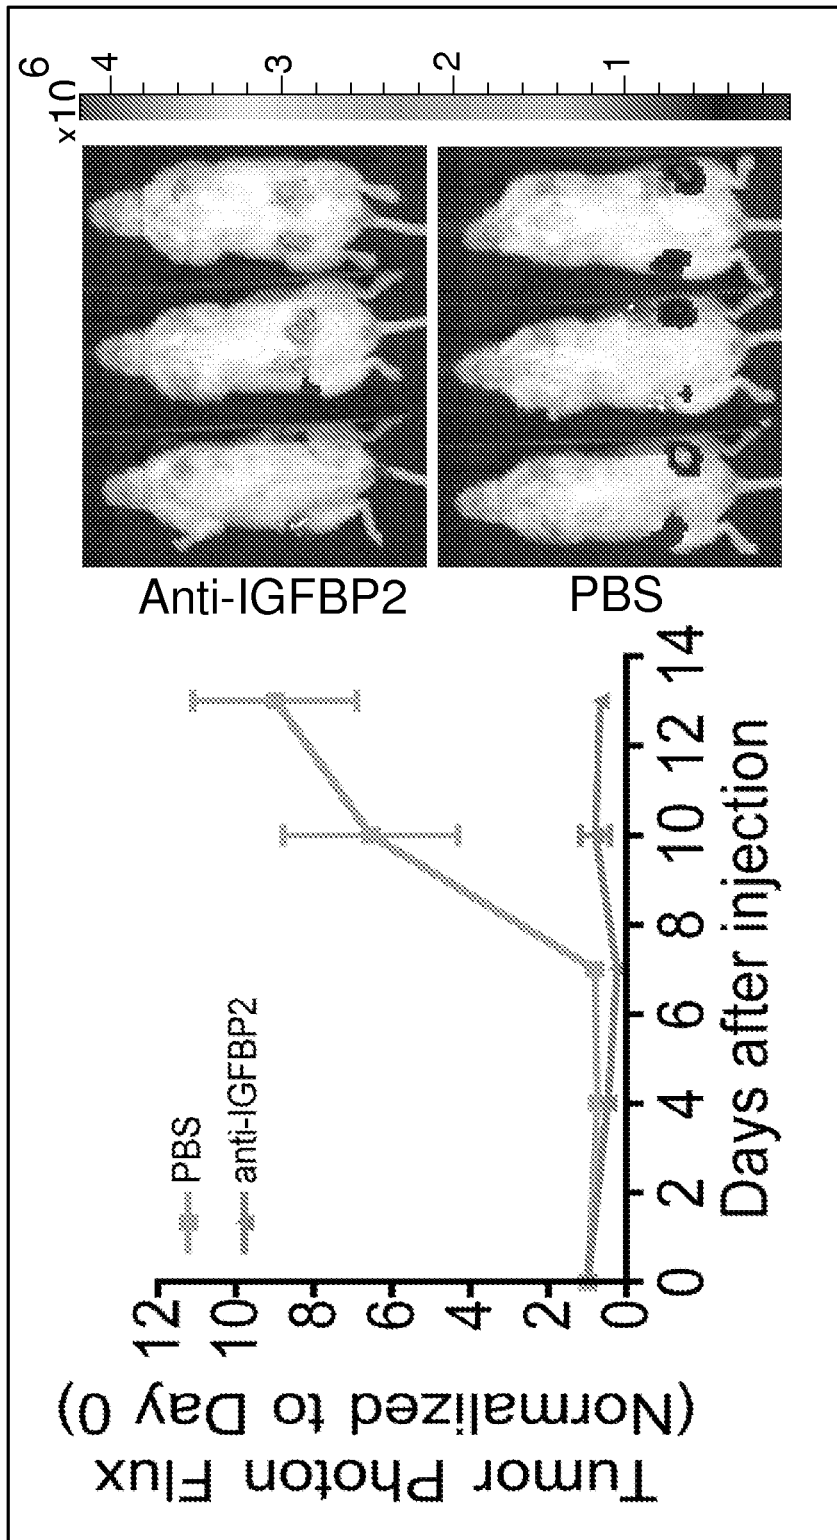 Tumor Photon Flux
(Normalized to Day 0)
12
10
8
6
4
2
0
PBS
anti-IGFBP2
0 2 4 6 8 10 12 14
Days after injection
Anti-IGFBP2
PBS
x10 6
4
3
2
1